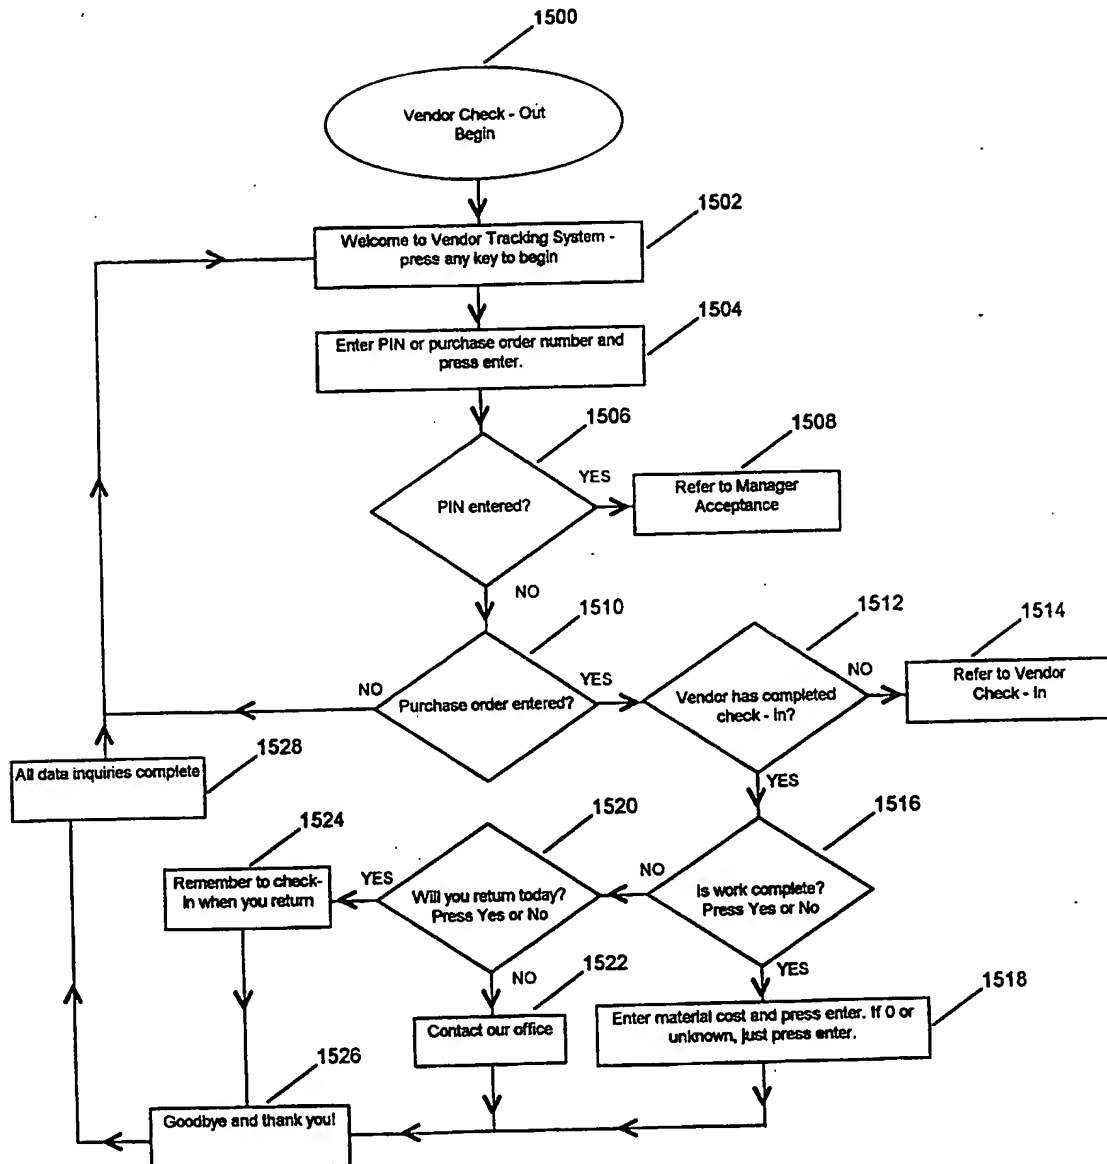 1500
Vendor Check - Out
Begin
1502
Welcome to Vendor Tracking System -
press any key to begin
1504
Enter PIN or purchase order number and
press enter.
1506
PIN entered?
YES
1508
Refer to Manager
Acceptance
NO
1510
Purchase order entered?
NO
YES
1512
Vendor has completed
check - in?
NO
1514
Refer to Vendor
Check - In
YES
1528
All data inquiries complete
1516
Is work complete?
Press Yes or No
NO
1520
Will you return today?
Press Yes or No
YES
1524
Remember to check-
in when you return
NO
1522
Contact our office
YES
1518
Enter material cost and press enter. If 0 or
unknown, just press enter.
1526
Goodbye and thank you!